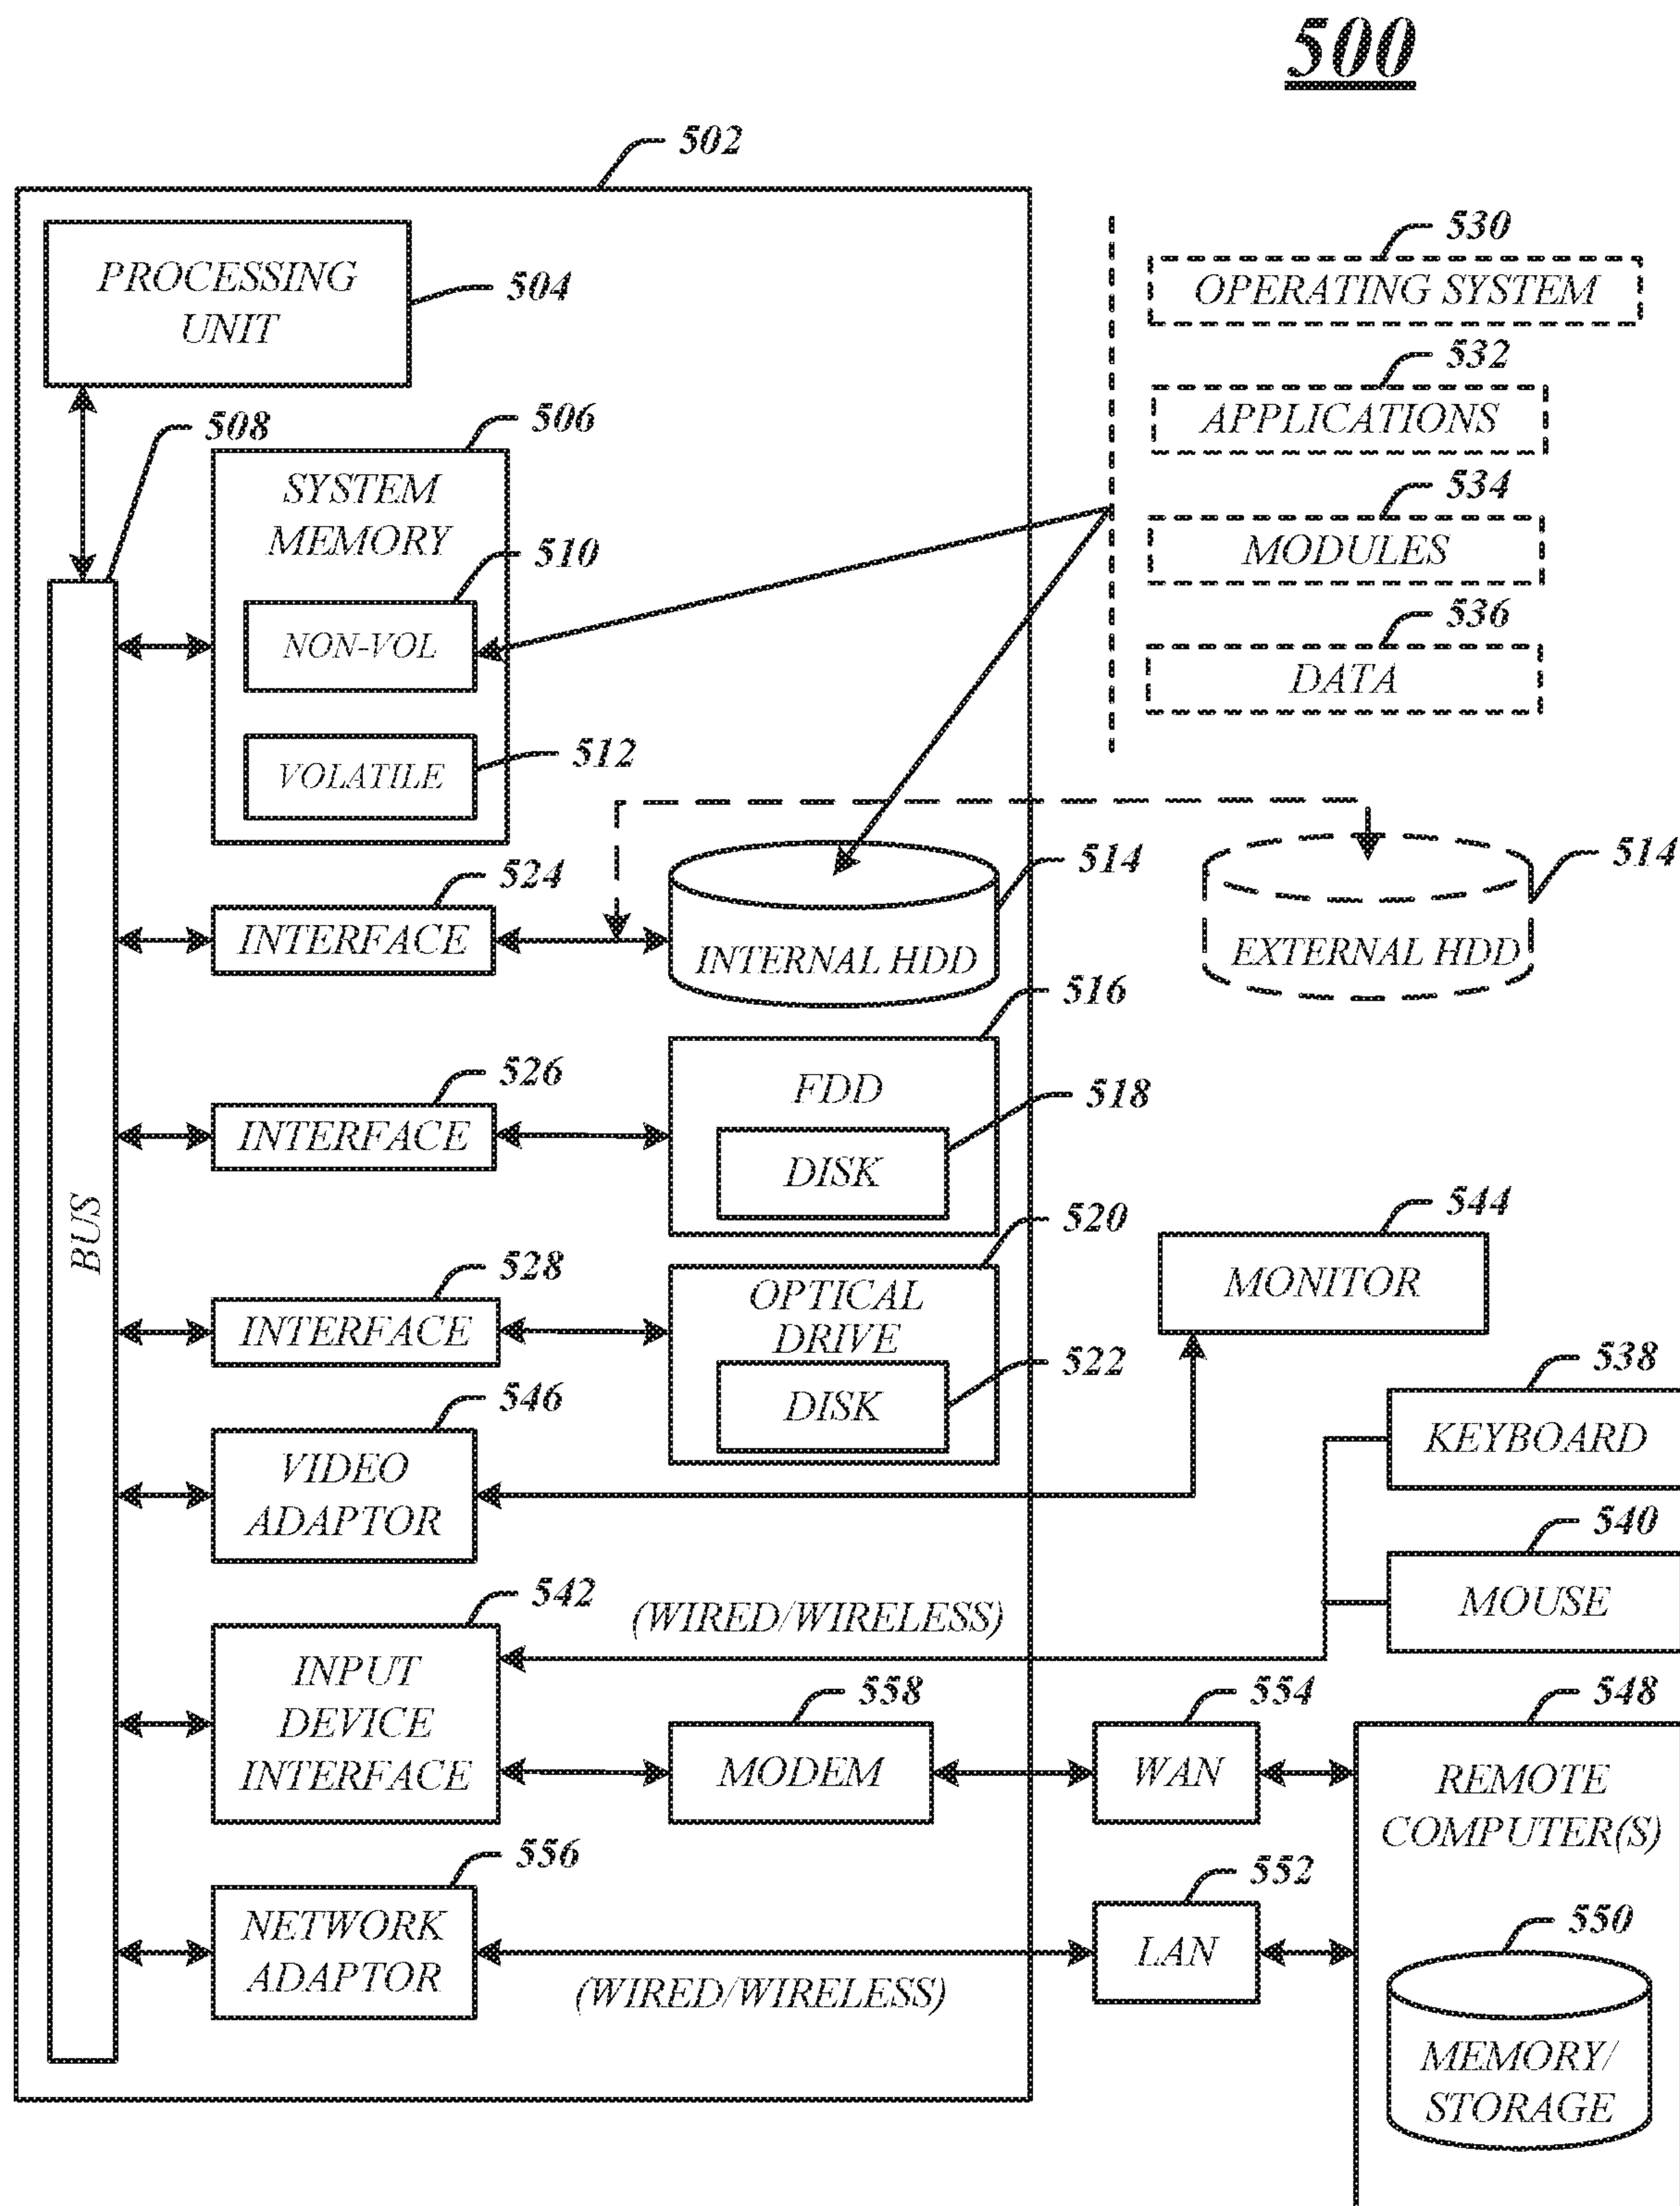 500
502
PROCESSING
UNIT
504
530
OPERATING SYSTEM
532
APPLICATIONS
534
MODULES
536
DATA
508
506
SYSTEM
MEMORY
510
NON-VOL
512
VOLATILE
524
INTERFACE
514
INTERNAL HDD
514
EXTERNAL HDD
516
FDD
526
INTERFACE
518
DISK
BUS
520
OPTICAL
DRIVE
528
INTERFACE
522
DISK
544
MONITOR
538
KEYBOARD
546
VIDEO
ADAPTOR
540
MOUSE
542
(WIRED/WIRELESS)
INPUT
DEVICE
INTERFACE
558
MODEM
554
WAN
548
REMOTE
COMPUTER(S)
556
NETWORK
ADAPTOR
(WIRED/WIRELESS)
552
LAN
550
MEMORY/
STORAGE